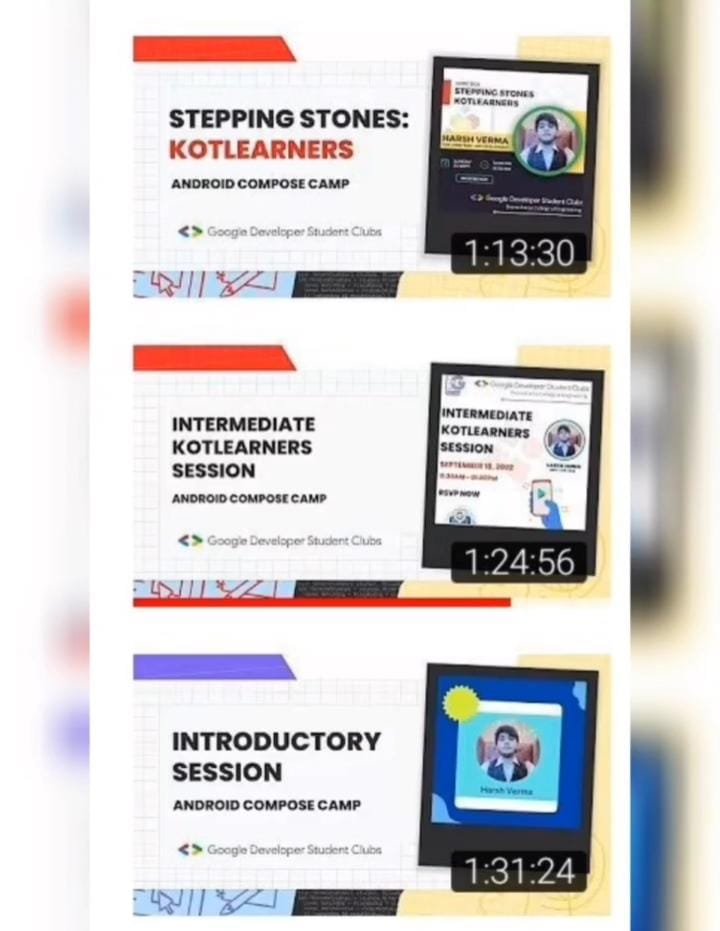 STEPPING STONES:
KOTLEARNERS
ANDROID COMPOSE CAMP
Google Developer Student Clubs
STEPPING STONES
KOTLEARNERS
HARSH VERMA
Google Developer Student Clubs
1:13:30
INTERMEDIATE
KOTLEARNERS
SESSION
ANDROID COMPOSE CAMP
Google Developer Student Clubs
Google Developer Student Clubs
INTERMEDIATE
KOTLEARNERS
SESSION
SEPTEMBER 18, 2022
RSVP NOW
1:24:56
INTRODUCTORY
SESSION
ANDROID COMPOSE CAMP
Google Developer Student Clubs
Harsh Verma
1:31:24